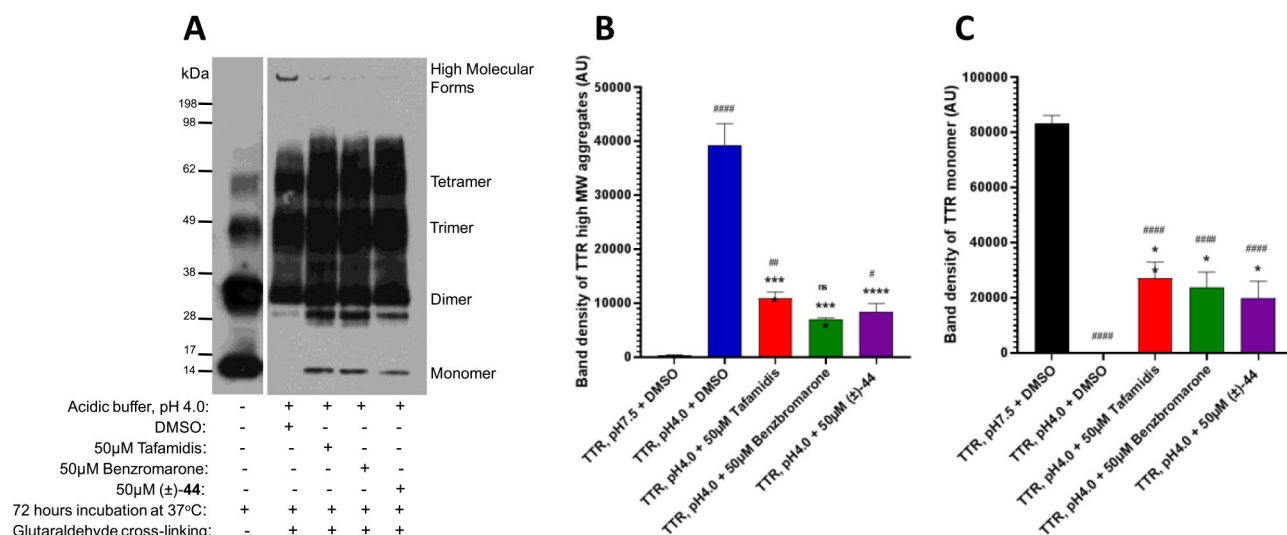 A
kDa
198
98
62
49
38
28
17
14
High Molecular
Forms
Tetramer
Trimer
Dimer
Monomer
Acidic buffer, pH 4.0: - + + + +
DMSO: - + - - -
50µM Tafamidis: - - + - -
50µM Benzromarone: - - - + -
50µM (±)-44: - - - - +
72 hours incubation at 37°C: + + + + +
Glutaraldehyde cross-linking: - + + + +
B
Band density of TTR high MW aggregates (AU)
50000
40000
30000
20000
10000
0
####
##
***
*
ns
***
*
#
****
TTR, pH7.5 + DMSO
TTR, pH4.0 + DMSO
TTR, pH4.0 + 50µM Tafamidis
TTR, pH4.0 + 50µM Benzbromarone
TTR, pH4.0 + 50µM (±)-44
C
Band density of TTR monomer (AU)
100000
80000
60000
40000
20000
0
####
####
*
*
####
*
####
*
TTR, pH7.5 + DMSO
TTR, pH4.0 + DMSO
TTR, pH4.0 + 50µM Tafamidis
TTR, pH4.0 + 50µM Benzbromarone
TTR, pH4.0 + 50µM (±)-44